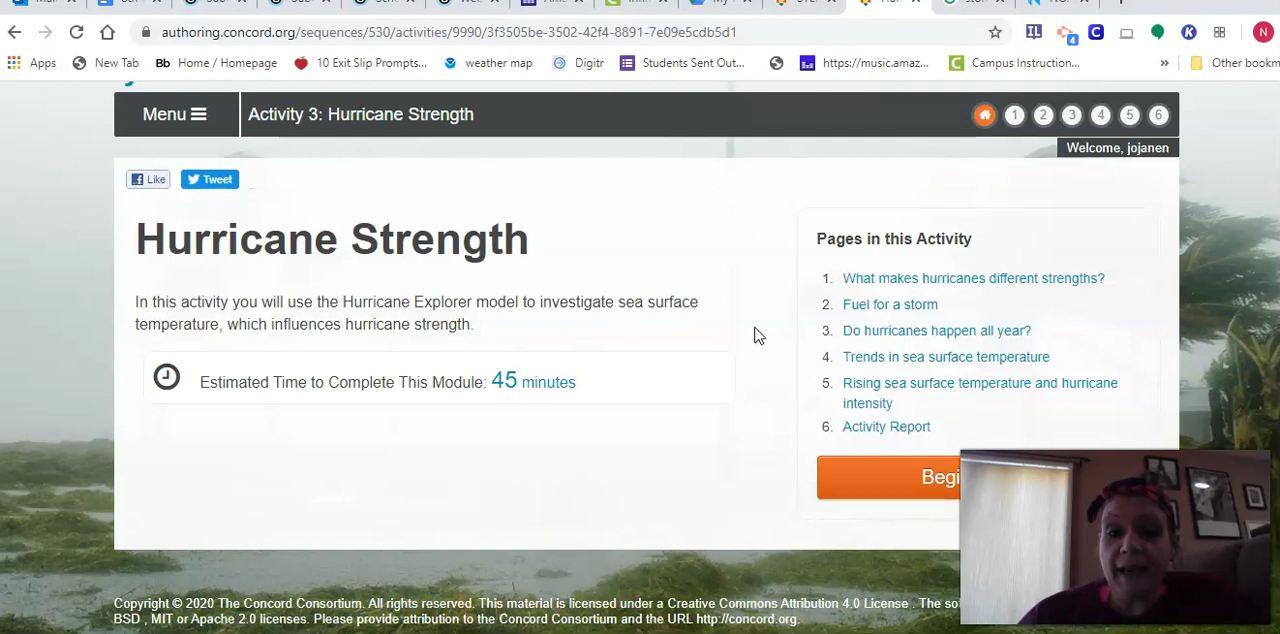 authoring.concord.org/sequences/530/activities/9990/3f3505be-3502-42f4-8891-7e09e5cdb5d1
N
Apps New Tab Bb Home / Homepage 10 Exit Slip Prompts... weather map Digitr Students Sent Out... https://music.amaz... Campus Instruction... » Other bookm
Menu Activity 3: Hurricane Strength 1 2 3 4 5 6
Welcome, jojanen
Like Tweet
Hurricane Strength
In this activity you will use the Hurricane Explorer model to investigate sea surface
temperature, which influences hurricane strength.
Estimated Time to Complete This Module: 45 minutes
Pages in this Activity
1. What makes hurricanes different strengths?
2. Fuel for a storm
3. Do hurricanes happen all year?
4. Trends in sea surface temperature
5. Rising sea surface temperature and hurricane
intensity
6. Activity Report
Begi
Copyright © 2020 The Concord Consortium. All rights reserved. This material is licensed under a Creative Commons Attribution 4.0 License . The so
BSD , MIT or Apache 2.0 licenses. Please provide attribution to the Concord Consortium and the URL http://concord.org.